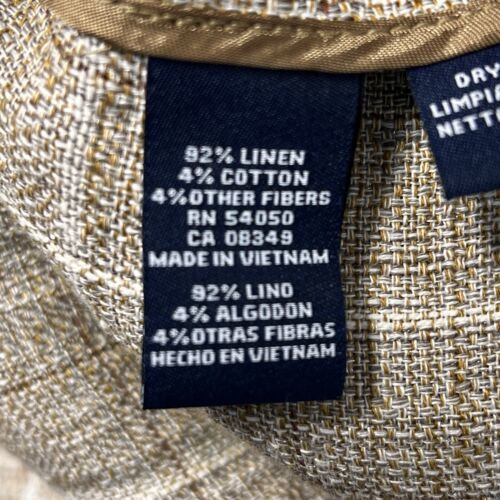 92% LINEN
4% COTTON
4% OTHER FIBERS
RN 54050
CA 08349
MADE IN VIETNAM
92% LINO
4% ALGODON
4% OTRAS FIBRAS
HECHO EN VIETNAM
DRY
LIMPIA
NETTO